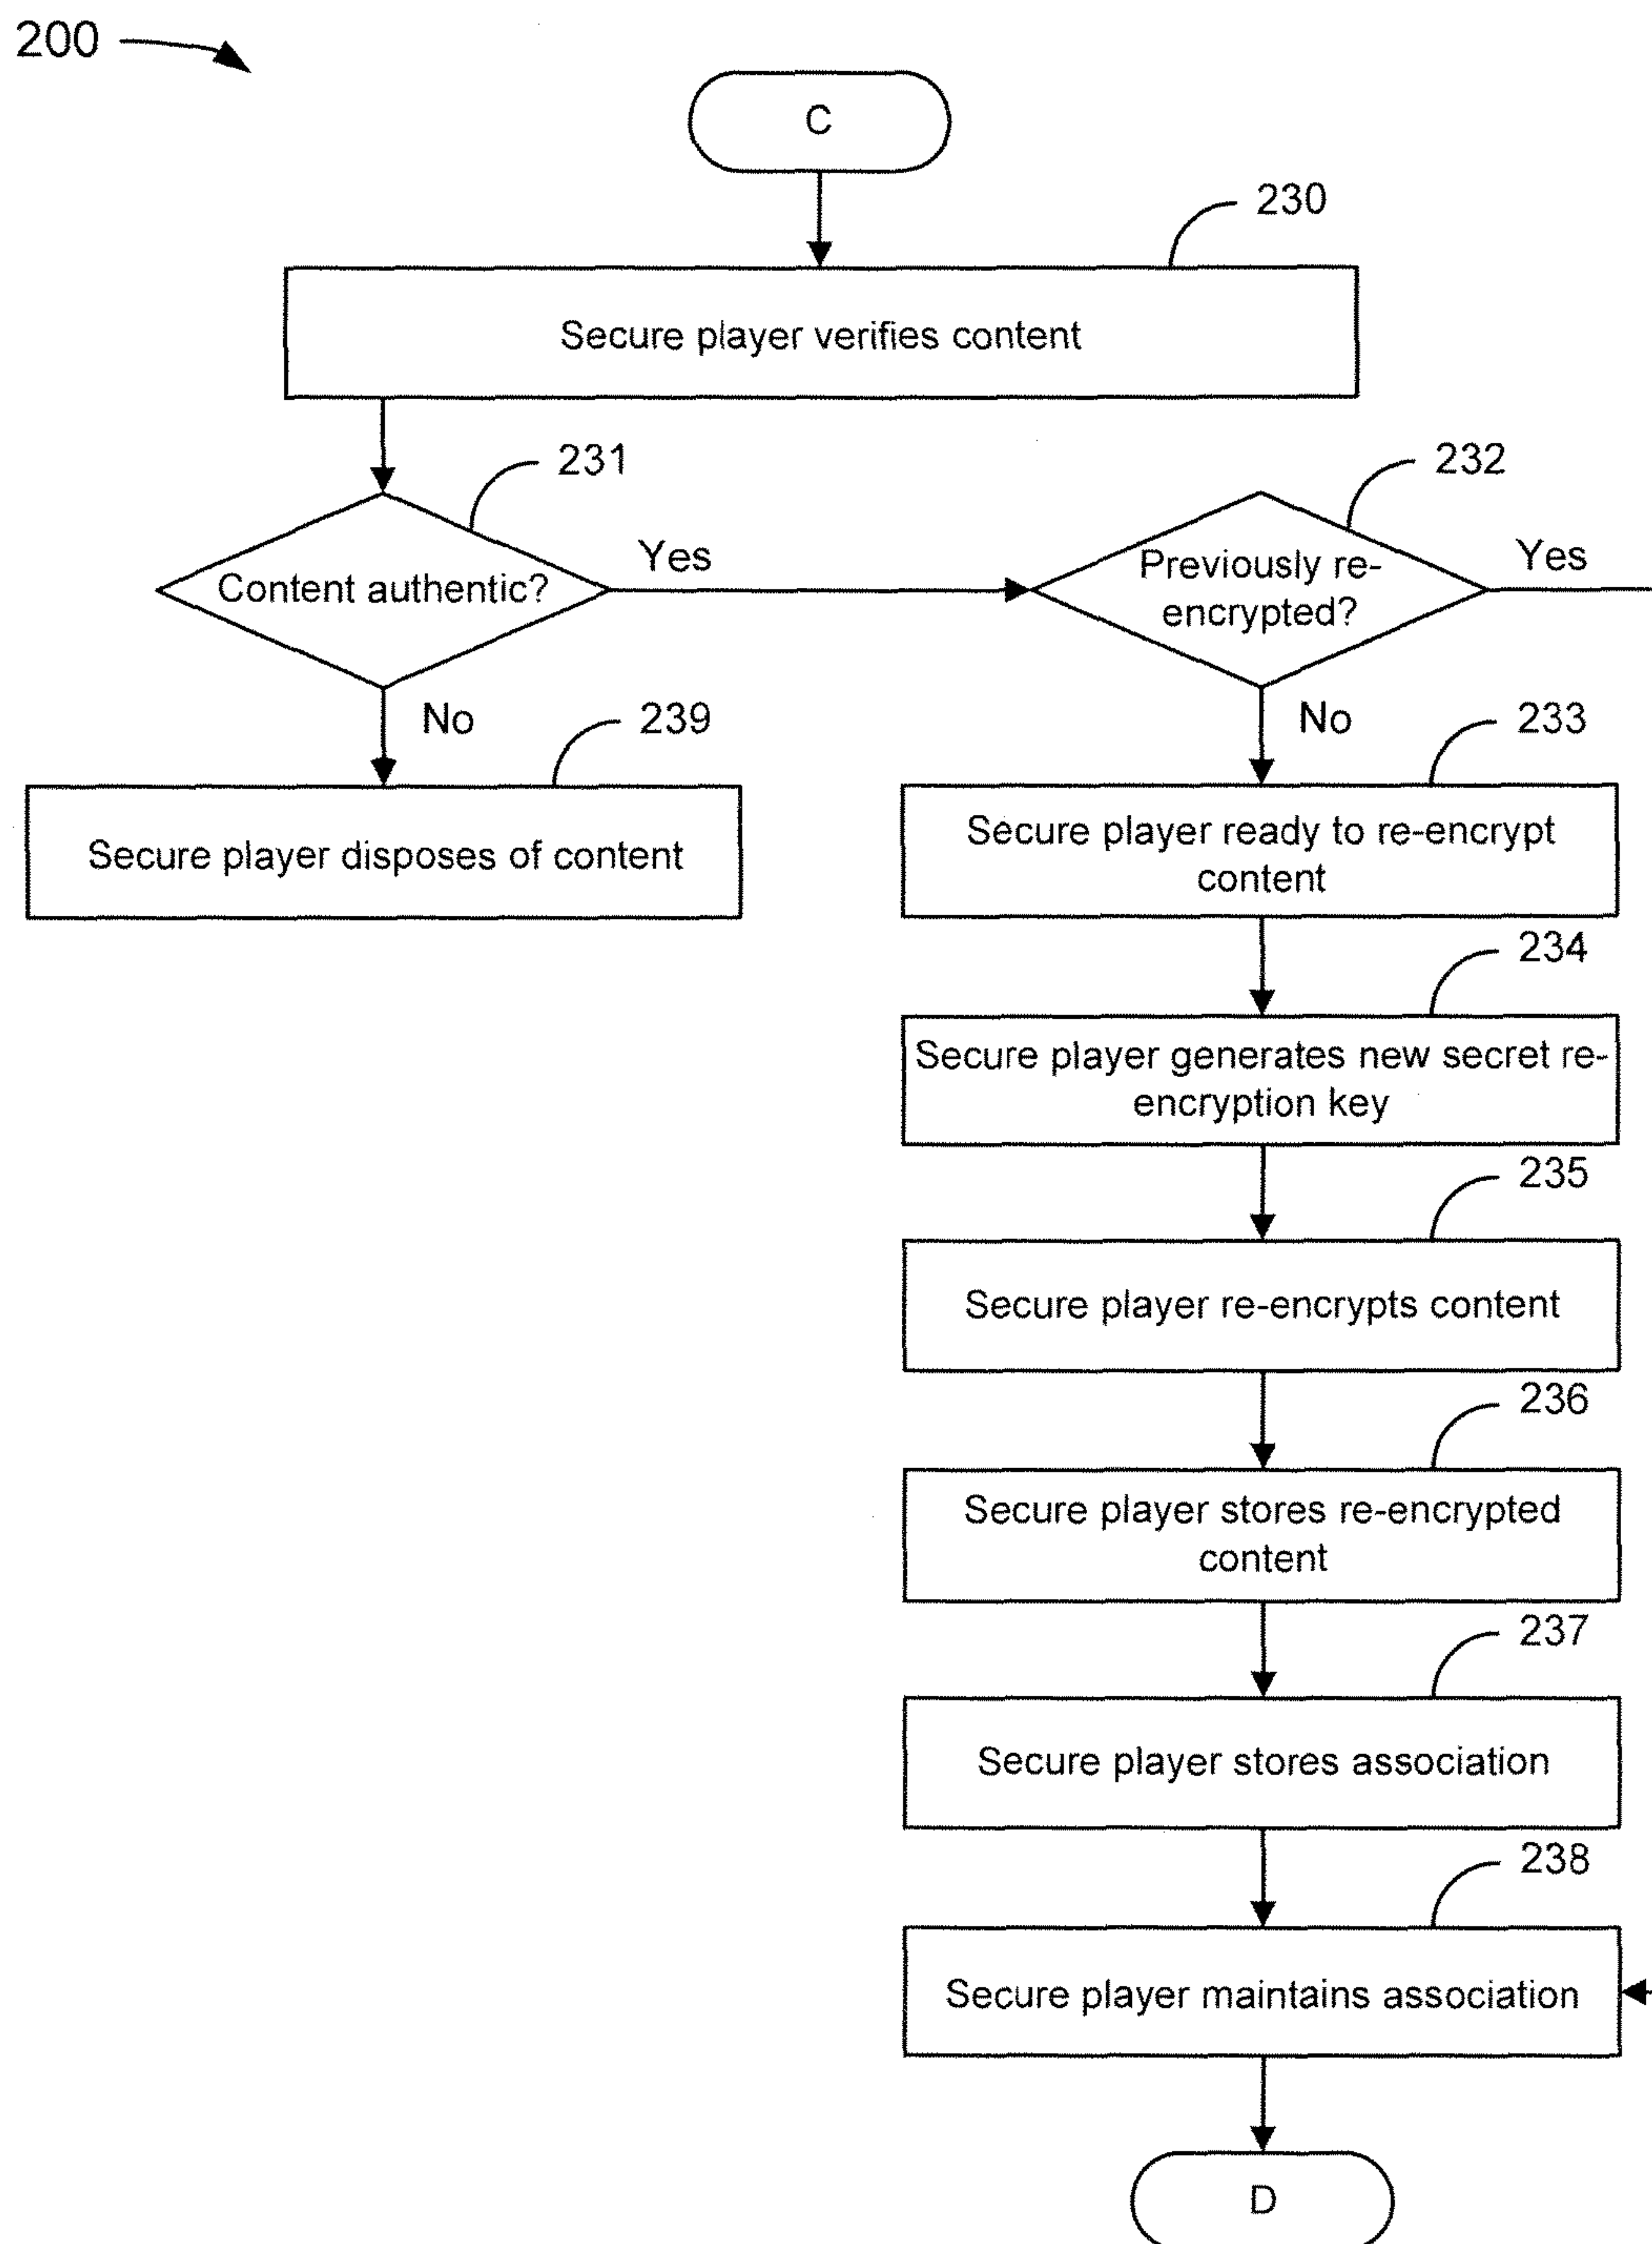 200
C
230
Secure player verifies content
231
232
Content authentic?
Yes
Previously re-
encrypted?
Yes
No
239
No
233
Secure player disposes of content
Secure player ready to re-encrypt
content
234
Secure player generates new secret re-
encryption key
235
Secure player re-encrypts content
236
Secure player stores re-encrypted
content
237
Secure player stores association
238
Secure player maintains association
D